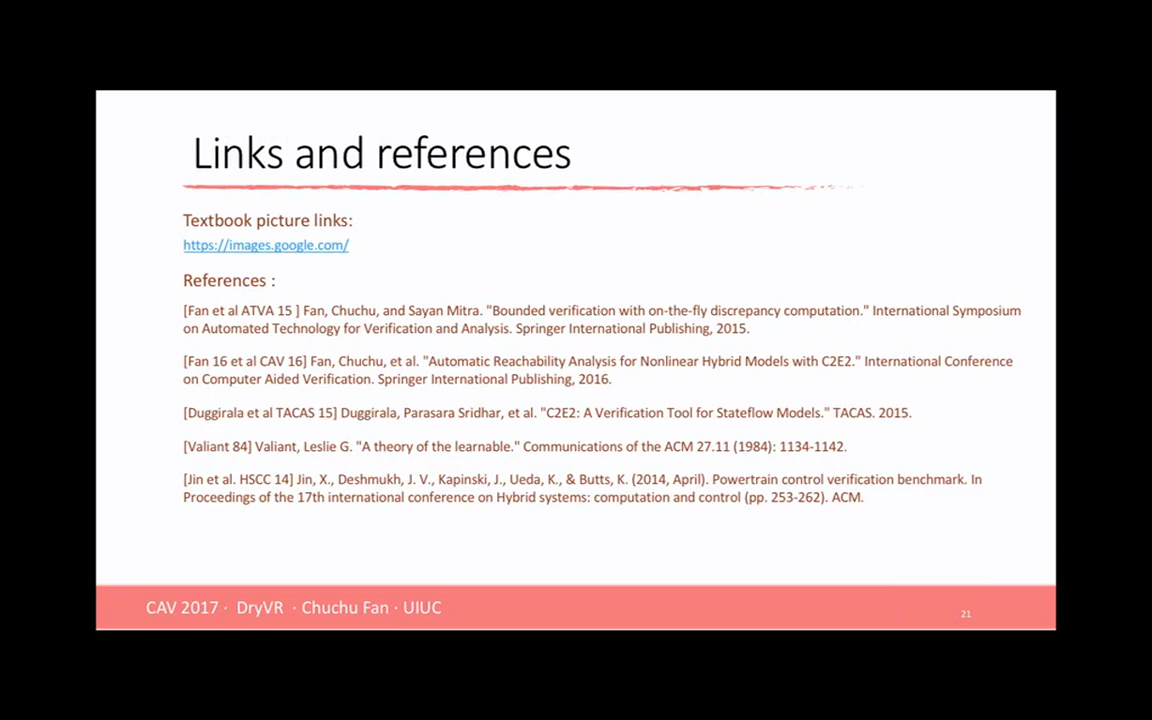 Links and references
Textbook picture links:
https://images.google.com/
References :
[Fan et al ATVA 15 ] Fan, Chuchu, and Sayan Mitra. "Bounded verification with on-the-fly discrepancy computation." International Symposium
on Automated Technology for Verification and Analysis. Springer International Publishing, 2015.
[Fan 16 et al CAV 16] Fan, Chuchu, et al. "Automatic Reachability Analysis for Nonlinear Hybrid Models with C2E2." International Conference
on Computer Aided Verification. Springer International Publishing, 2016.
[Duggirala et al TACAS 15] Duggirala, Parasara Sridhar, et al. "C2E2: A Verification Tool for Stateflow Models." TACAS. 2015.
[Valiant 84] Valiant, Leslie G. "A theory of the learnable." Communications of the ACM 27.11 (1984): 1134-1142.
[Jin et al. HSCC 14] Jin, X., Deshmukh, J. V., Kapinski, J., Ueda, K., & Butts, K. (2014, April). Powertrain control verification benchmark. In
Proceedings of the 17th international conference on Hybrid systems: computation and control (pp. 253-262). ACM.
CAV 2017 · DryVR · Chuchu Fan · UIUC
21